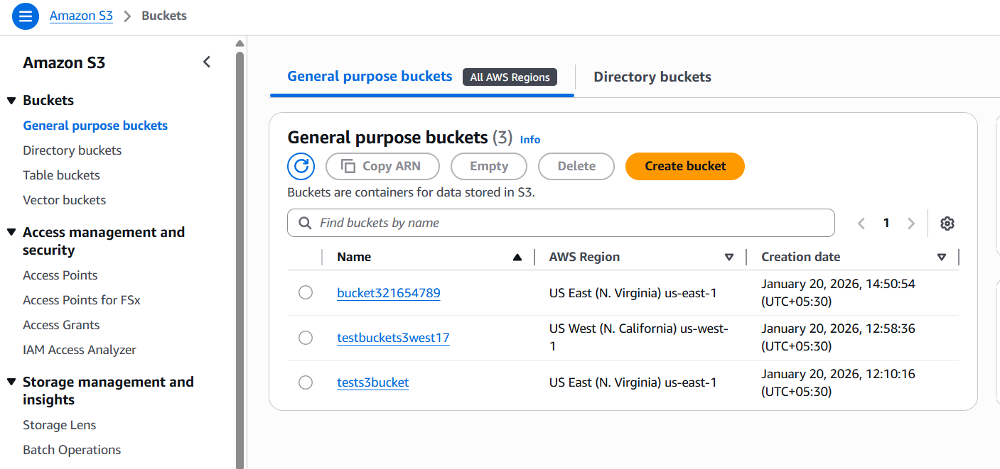 Amazon S3 > Buckets
Amazon S3
Buckets
General purpose buckets
Directory buckets
Table buckets
Vector buckets
Access management and
security
Access Points
Access Points for FSx
Access Grants
IAM Access Analyzer
Storage management and
insights
Storage Lens
Batch Operations
General purpose buckets All AWS Regions Directory buckets
General purpose buckets (3) Info
Copy ARN Empty Delete Create bucket
Buckets are containers for data stored in S3.
Find buckets by name 1
Name AWS Region Creation date
bucket321654789 US East (N. Virginia) us-east-1 January 20, 2026, 14:50:54
(UTC+05:30)
testbuckets3west17 US West (N. California) us-west- January 20, 2026, 12:58:36
1 (UTC+05:30)
tests3bucket US East (N. Virginia) us-east-1 January 20, 2026, 12:10:16
(UTC+05:30)